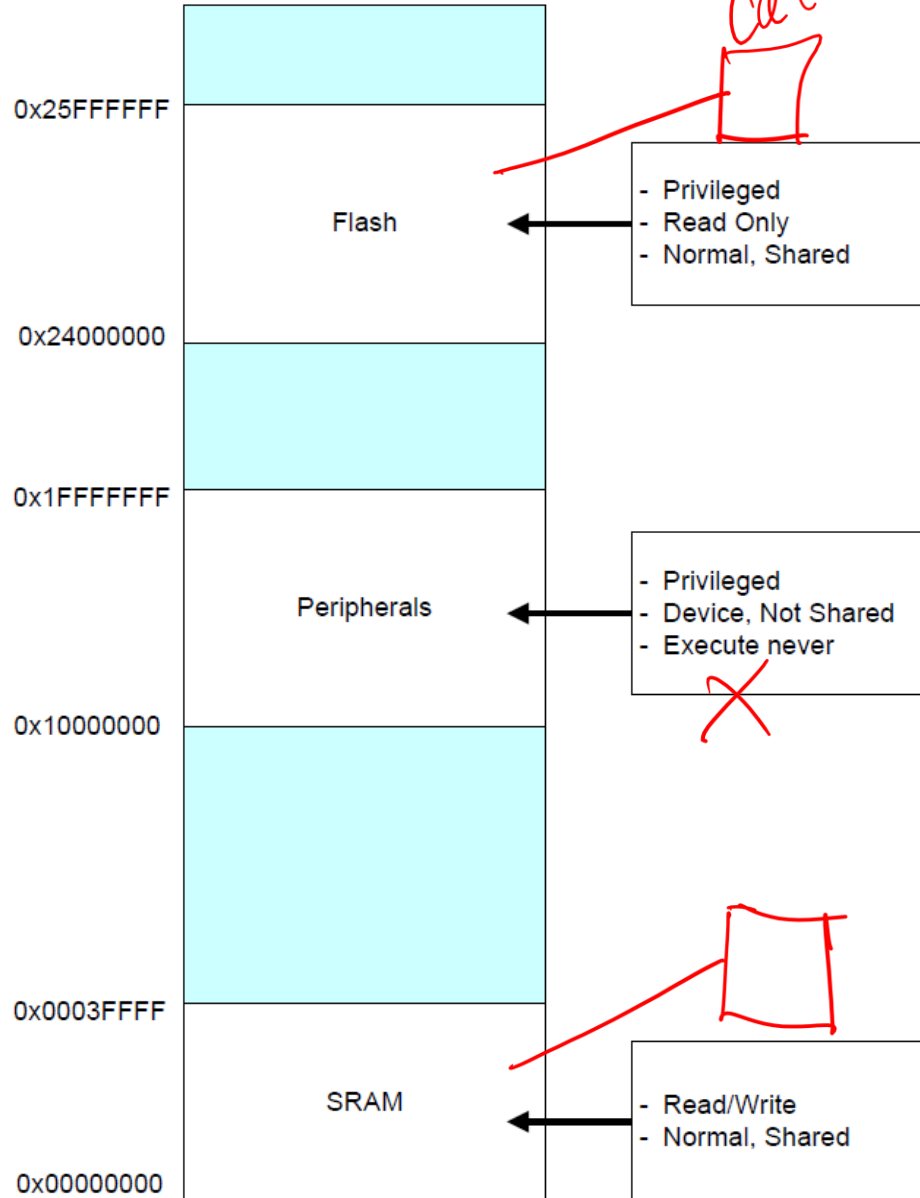 0x25FFFFFF
- Privileged
Flash
- Read Only
- Normal, Shared
0x24000000
0x1FFFFFFF
- Privileged
Peripherals
- Device, Not Shared
- Execute never
0x10000000
0x0003FFFF
SRAM
- Read/Write
- Normal, Shared
0x00000000